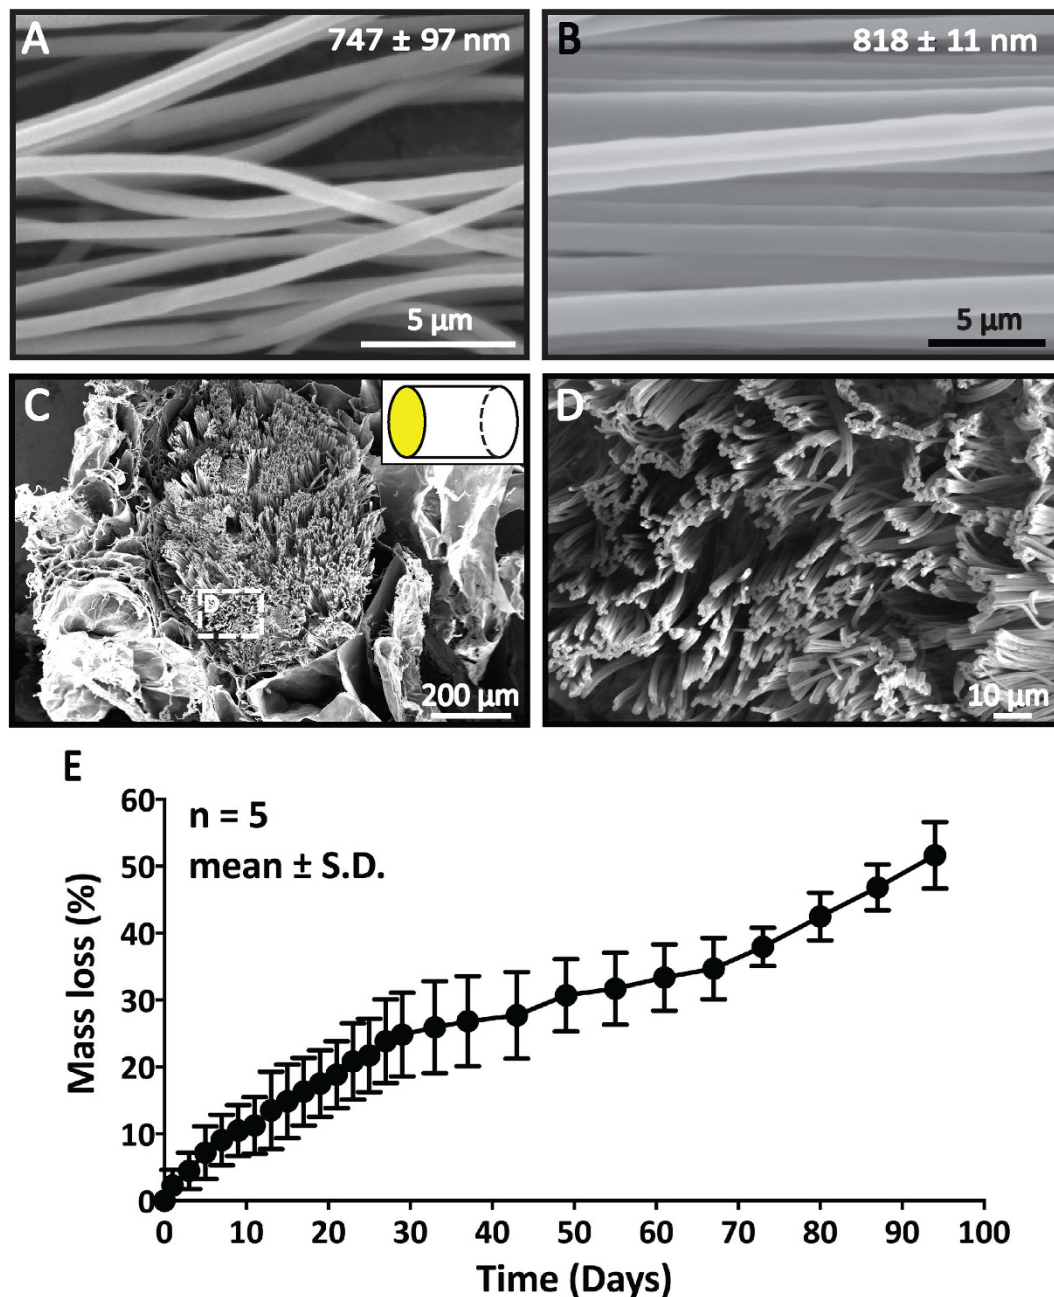 A
747 ± 97 nm
5 µm
B
818 ± 11 nm
5 µm
C
D
200 µm
D
10 µm
E
n = 5
mean ± S.D.
Mass loss (%)
60
50
40
30
20
10
0
0 10 20 30 40 50 60 70 80 90 100
Time (Days)